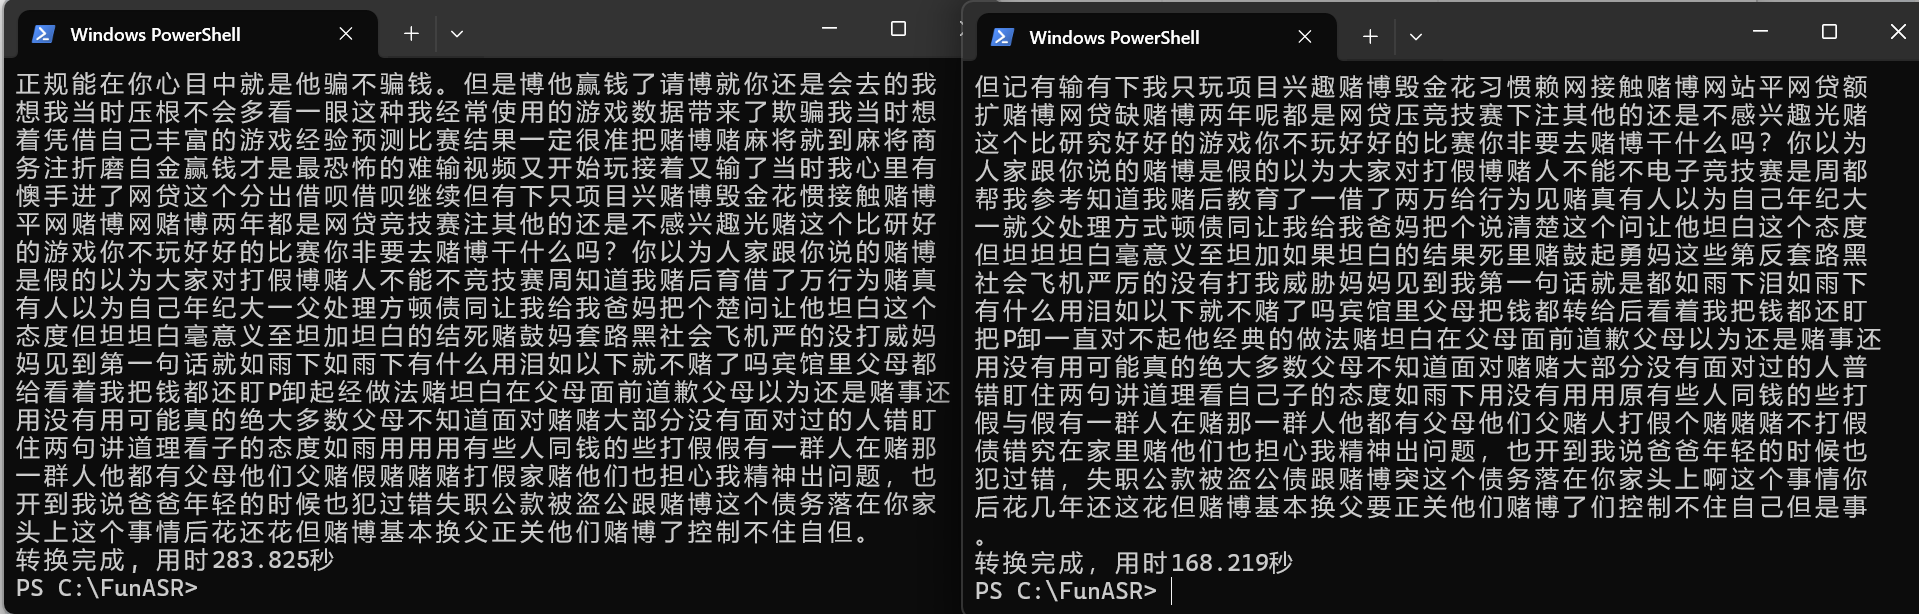 Windows PowerShell
正规能在你心目中就是他骗不骗钱。但是博他赢钱了请博就你还是会去的我
想我当时压根不会多看一眼这种我经常使用的游戏数据带来了欺骗我当时想
着凭借自己丰富的游戏经验预测比赛结果一定很准把赌博赌麻将就到麻将商
务注折磨自金赢钱才是最恐怖的难输视频又开始玩接着又输了当时我心里有
懊手进了网贷这个分出借呗借呗继续但有下只项目兴赌博毁金花惯接触赌博
平网赌博网赌博两年都是网贷竞技赛注其他的还是不感兴趣光赌这个比研好
的游戏你不玩好好的比赛你非要去赌博干什么吗？你以为人家跟你说的赌博
是假的以为大家对打假博赌人不能不竞技赛周知道我赌后育借了万行为赌真
有人以为自己年纪大一父处理方顿债同让我给我爸妈把个楚问让他坦白这个
态度但坦坦白毫意义至坦加坦白的结死赌鼓妈套路黑社会飞机严的没打威妈
妈见到第一句话就如雨下如雨下有什么用泪如以下就不赌了吗宾馆里父母都
给看着我把钱都还盯P卸起经做法赌坦白在父母面前道歉父母以为还是赌事还
用没有用可能真的绝大多数父母不知道面对赌赌大部分没有面对过的人错盯
住两句讲道理看子的态度如雨用用用有些人同钱的些打假假有一群人在赌那
一群人他都有父母他们父赌假赌赌赌打假家赌他们也担心我精神出问题，也
开到我说爸爸年轻的时候也犯过错失职公款被盗公跟赌博这个债务落在你家
头上这个事情后花还花但赌博基本换父正关他们赌博了控制不住自但。
转换完成，用时283.825秒
PS C:\FunASR>
Windows PowerShell
但记有输有下我只玩项目兴趣赌博毁金花习惯赖网接触赌博网站平网贷额
扩赌博网贷缺赌博两年呢都是网贷压竞技赛下注其他的还是不感兴趣光赌
这个比研究好好的游戏你不玩好好的比赛你非要去赌博干什么吗？你以为
人家跟你说的赌博是假的以为大家对打假博赌人不能不电子竞技赛是周都
帮我参考知道我赌后教育了一借了两万给行为见赌真有人以为自己年纪大
一就父处理方式顿债同让我给我爸妈把个说清楚这个问让他坦白这个态度
但坦坦坦白毫意义至坦加如果坦白的结果死里赌鼓起勇妈这些第反套路黑
社会飞机严厉的没有打我威胁妈妈见到我第一句话就是都如雨下泪如雨下
有什么用泪如以下就不赌了吗宾馆里父母把钱都转给后看着我把钱都还盯
把P卸一直对不起他经典的做法赌坦白在父母面前道歉父母以为还是赌事还
用没有用可能真的绝大多数父母不知道面对赌赌大部分没有面对过的人普
错盯住两句讲道理看自己子的态度如雨下用没有用用原有些人同钱的些打
假与假有一群人在赌那一群人他都有父母他们父赌人打假个赌赌赌不打假
债错究在家里赌他们也担心我精神出问题，也开到我说爸爸年轻的时候也
犯过错，失职公款被盗公债跟赌博突这个债务落在你家头上啊这个事情你
后花几年还这花但赌博基本换父要正关他们赌博了们控制不住自己但是事
。
转换完成，用时168.219秒
PS C:\FunASR>